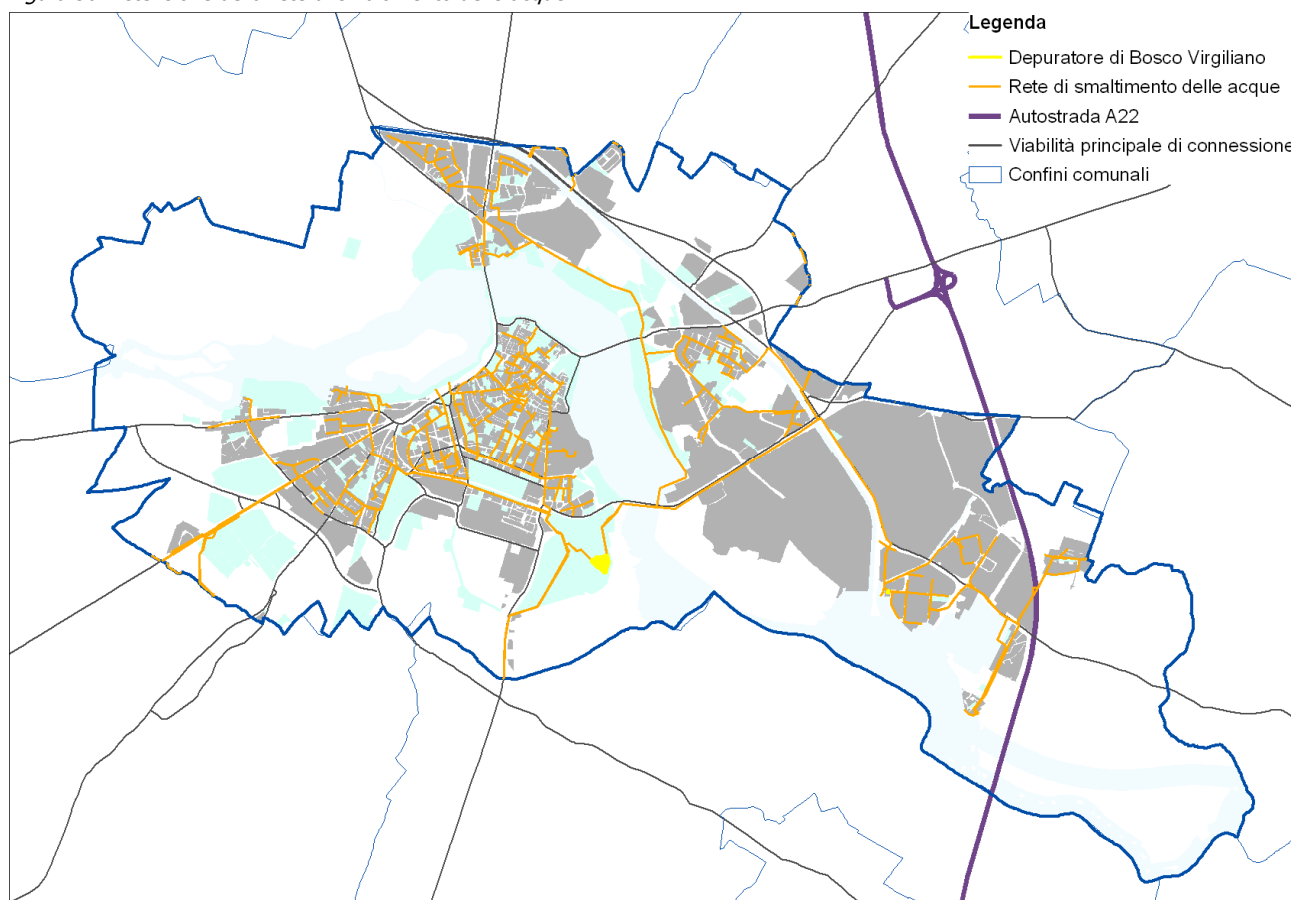 Legenda
Depuratore di Bosco Virgiliano
Rete di smaltimento delle acque
Autostrada A22
Viabilità principale di connessione
Confini comunali